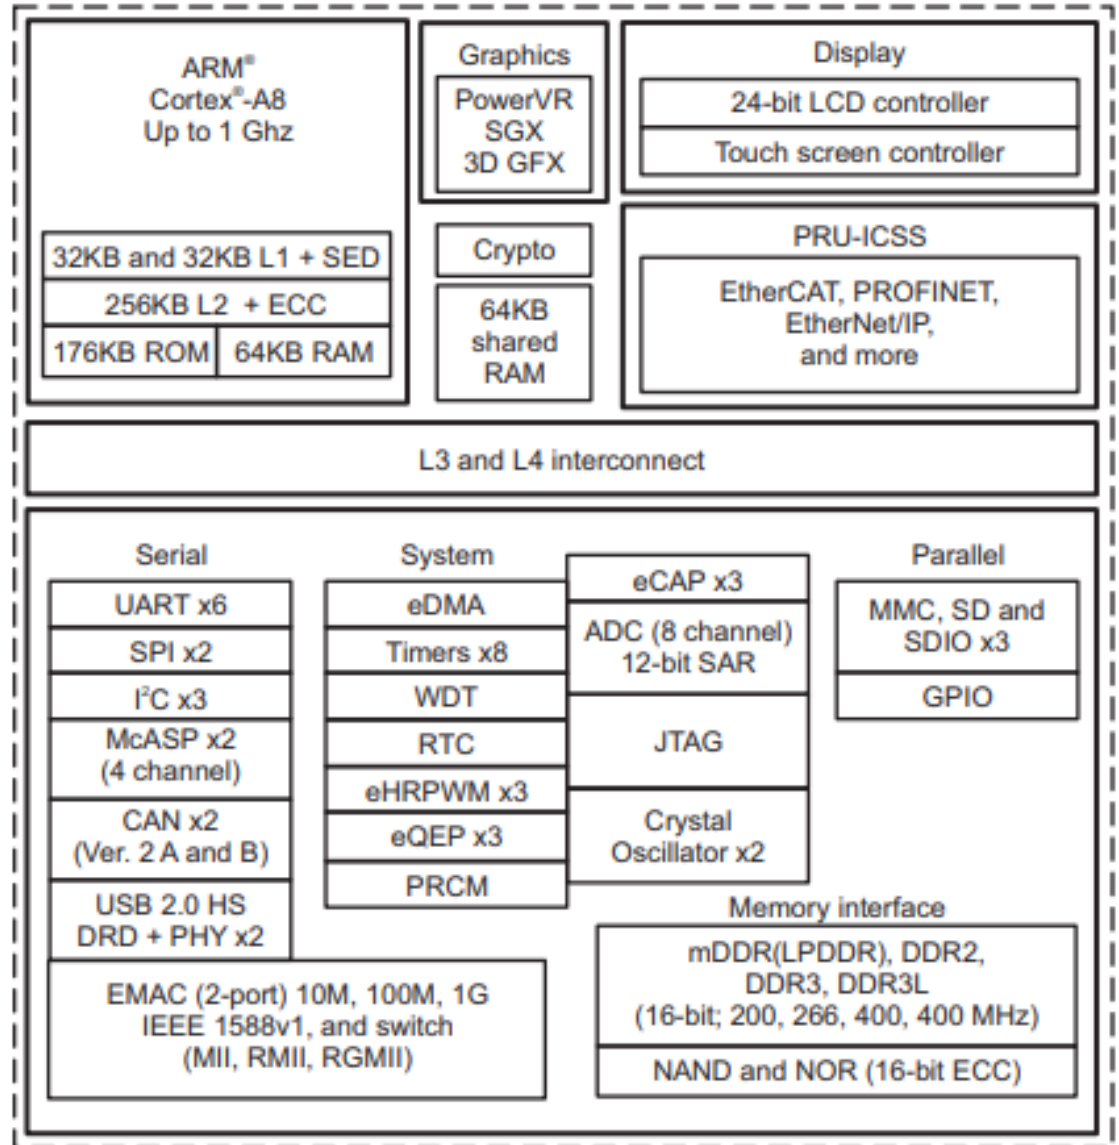 ARM®
Cortex®-A8
Up to 1 Ghz
32KB and 32KB L1 + SED
256KB L2 + ECC
176KB ROM
64KB RAM
Graphics
PowerVR
SGX
3D GFX
Crypto
64KB
shared
RAM
Display
24-bit LCD controller
Touch screen controller
PRU-ICSS
EtherCAT, PROFINET,
EtherNet/IP,
and more
L3 and L4 interconnect
Serial
UART x6
SPI x2
I²C x3
McASP x2
(4 channel)
CAN x2
(Ver. 2 A and B)
USB 2.0 HS
DRD + PHY x2
EMAC (2-port) 10M, 100M, 1G
IEEE 1588v1, and switch
(MII, RMII, RGMII)
System
eDMA
Timers x8
WDT
RTC
eHRPWM x3
eQEP x3
PRCM
eCAP x3
ADC (8 channel)
12-bit SAR
JTAG
Crystal
Oscillator x2
Parallel
MMC, SD and
SDIO x3
GPIO
Memory interface
mDDR(LPDDR), DDR2,
DDR3, DDR3L
(16-bit; 200, 266, 400, 400 MHz)
NAND and NOR (16-bit ECC)